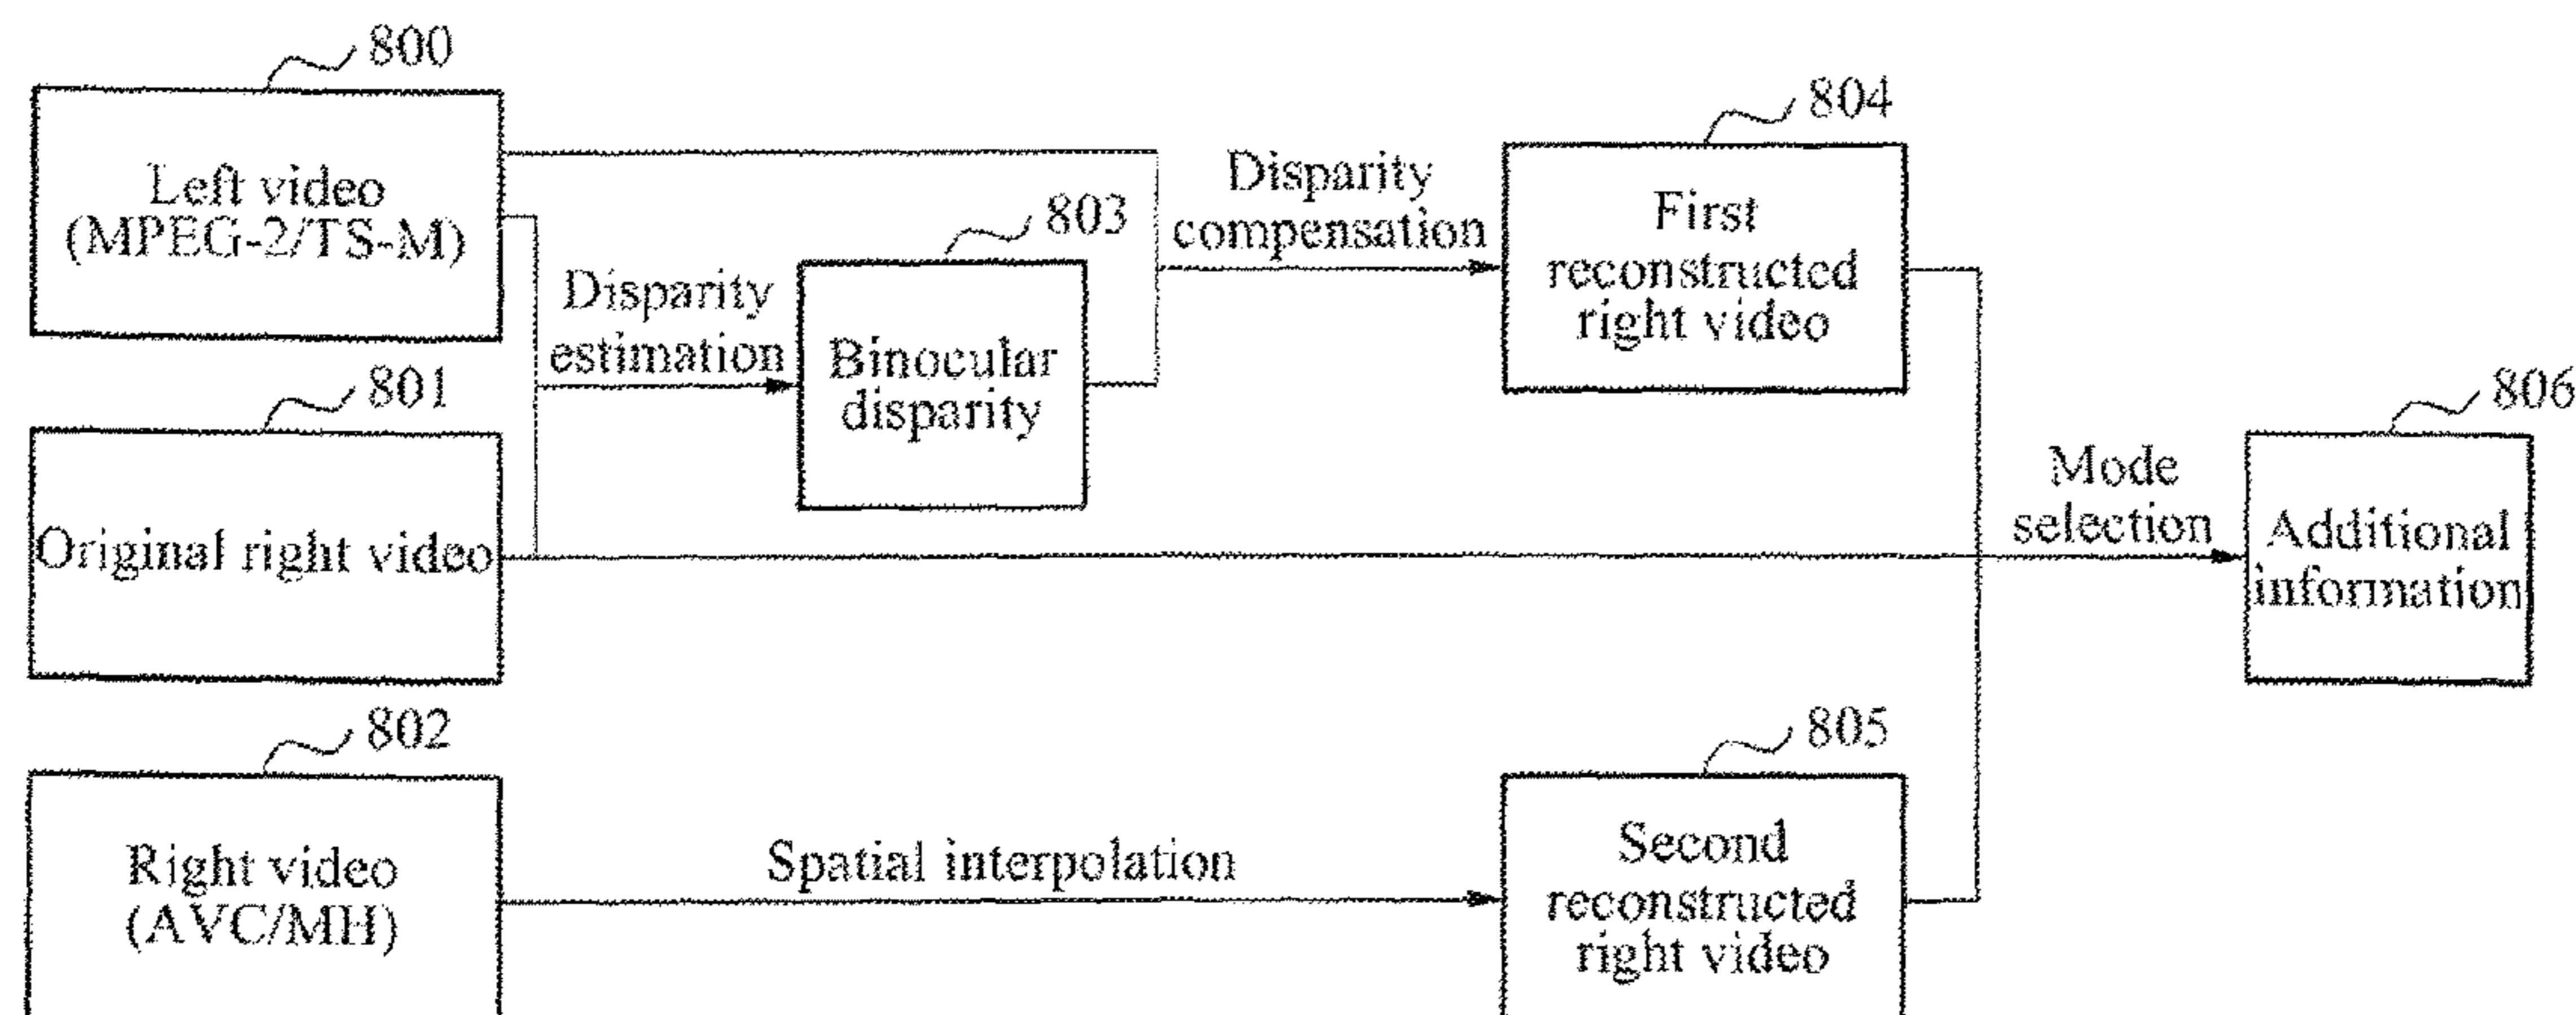 800
Left video
(MPEG-2/TS-M)
801
Original right video
802
Right video
(AVC/MH)
Disparity
estimation
803
Binocular
disparity
Disparity
compensation
804
First
reconstructed
right video
Spatial interpolation
805
Second
reconstructed
right video
Mode
selection
806
Additional
information